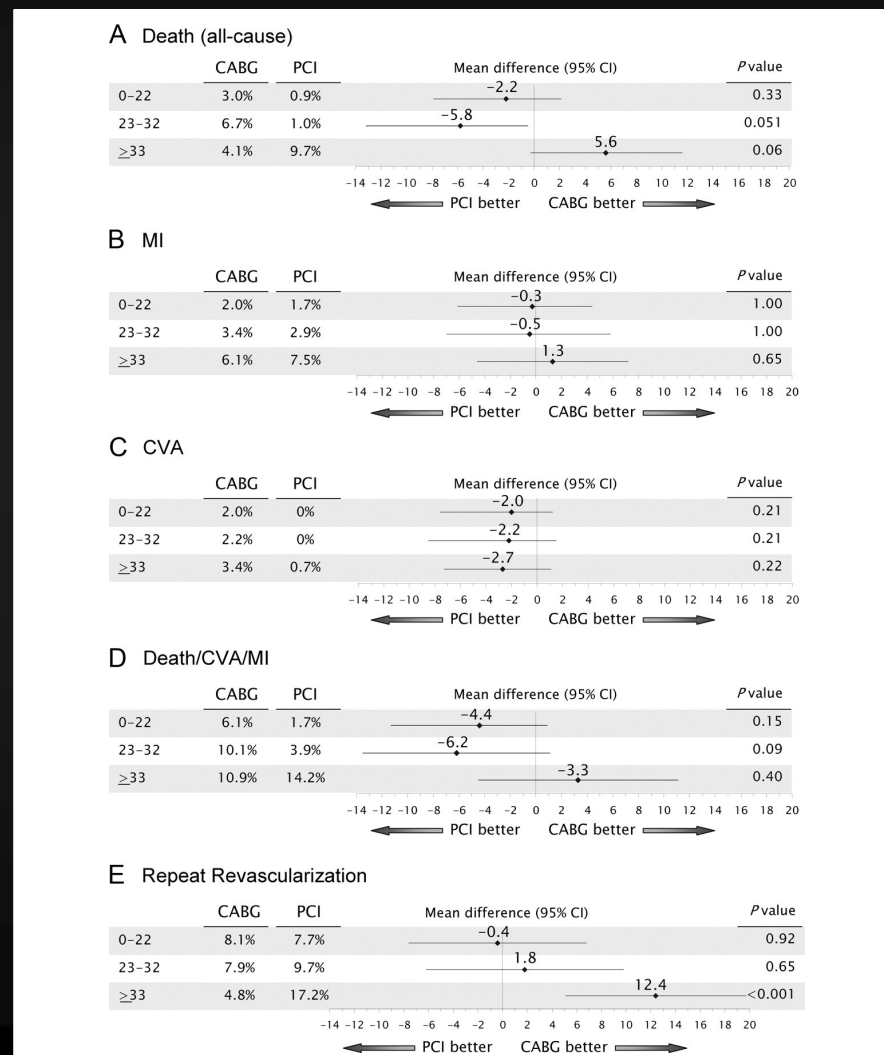 A Death (all-cause)
CABG PCI Mean difference (95% CI) P value
0-22 3.0% 0.9% -2.2 0.33
23-32 6.7% 1.0% -5.8 0.051
≥33 4.1% 9.7% 5.6 0.06
-14 -12 -10 -8 -6 -4 -2 0 2 4 6 8 10 12 14 16 18 20
PCI better CABG better
B MI
CABG PCI Mean difference (95% CI) P value
0-22 2.0% 1.7% -0.3 1.00
23-32 3.4% 2.9% -0.5 1.00
≥33 6.1% 7.5% 1.3 0.65
-14 -12 -10 -8 -6 -4 -2 0 2 4 6 8 10 12 14 16 18 20
PCI better CABG better
C CVA
CABG PCI Mean difference (95% CI) P value
0-22 2.0% 0% -2.0 0.21
23-32 2.2% 0% -2.2 0.21
≥33 3.4% 0.7% -2.7 0.22
-14 -12 -10 -8 -6 -4 -2 0 2 4 6 8 10 12 14 16 18 20
PCI better CABG better
D Death/CVA/MI
CABG PCI Mean difference (95% CI) P value
0-22 6.1% 1.7% -4.4 0.15
23-32 10.1% 3.9% -6.2 0.09
≥33 10.9% 14.2% -3.3 0.40
-14 -12 -10 -8 -6 -4 -2 0 2 4 6 8 10 12 14 16 18 20
PCI better CABG better
E Repeat Revascularization
CABG PCI Mean difference (95% CI) P value
0-22 8.1% 7.7% -0.4 0.92
23-32 7.9% 9.7% 1.8 0.65
≥33 4.8% 17.2% 12.4 <0.001
-14 -12 -10 -8 -6 -4 -2 0 2 4 6 8 10 12 14 16 18 20
PCI better CABG better